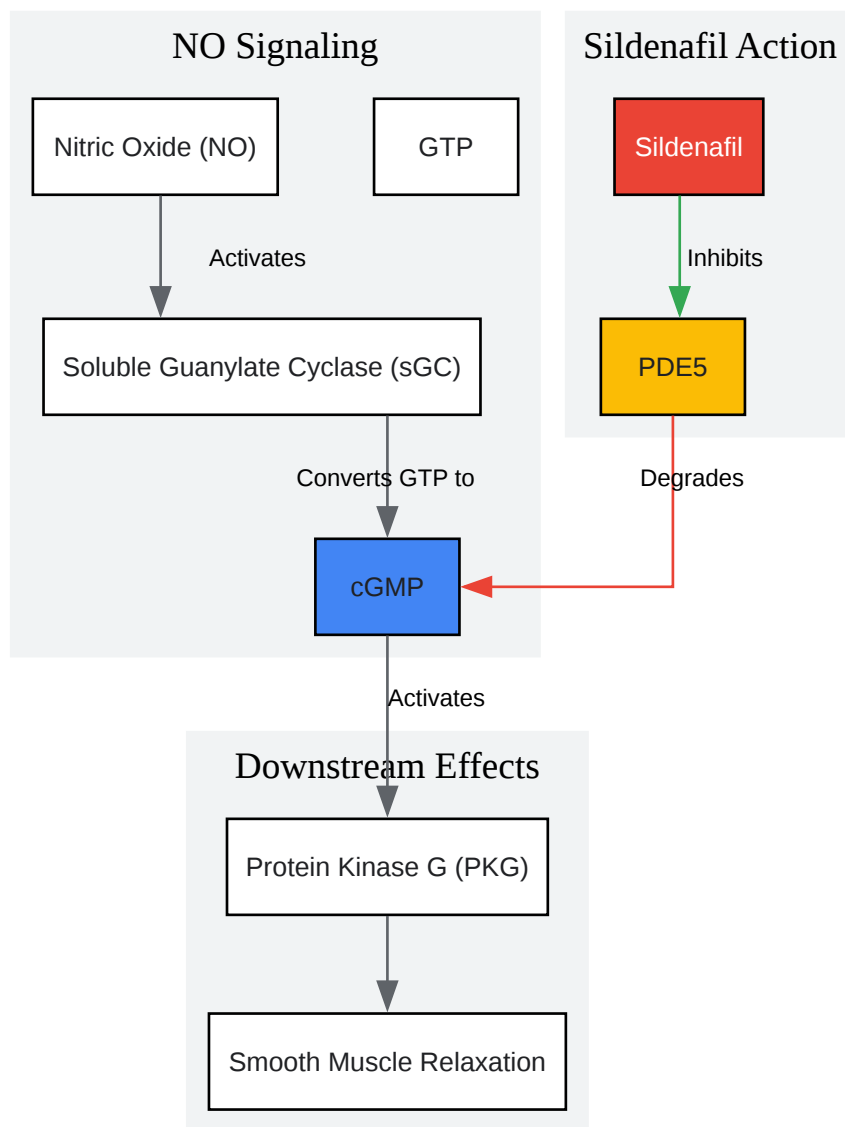 NO Signaling
Sildenafil Action
Nitric Oxide (NO)
GTP
Sildenafil
Activates
Inhibits
Soluble Guanylate Cyclase (sGC)
PDE5
Converts GTP to
Degrades
cGMP
Activates
Downstream Effects
Protein Kinase G (PKG)
Smooth Muscle Relaxation